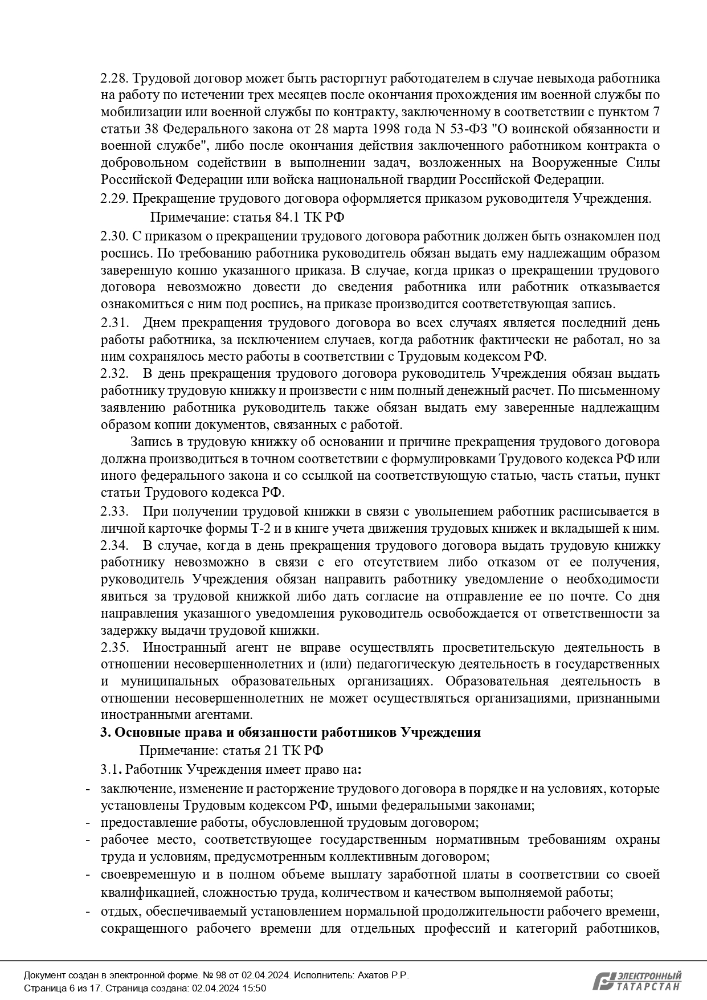 2.28. Трудовой договор может быть расторгнут работодателем в случае невыхода работника
на работу по истечении трех месяцев после окончания прохождения им военной службы по
мобилизации или военной службы по контракту, заключенному в соответствии с пунктом 7
статьи 38 Федерального закона от 28 марта 1998 года N 53-ФЗ "О воинской обязанности и
военной службе", либо после окончания действия заключенного работником контракта о
добровольном содействии в выполнении задач, возложенных на Вооруженные Силы
Российской Федерации или войска национальной гвардии Российской Федерации.
2.29. Прекращение трудового договора оформляется приказом руководителя Учреждения.
Примечание: статья 84.1 ТК РФ
2.30. С приказом о прекращении трудового договора работник должен быть ознакомлен под
роспись. По требованию работника руководитель обязан выдать ему надлежащим образом
заверенную копию указанного приказа. В случае, когда приказ о прекращении трудового
договора невозможно довести до сведения работника или работник отказывается
ознакомиться с ним под роспись, на приказе производится соответствующая запись.
2.31. Днем прекращения трудового договора во всех случаях является последний день
работы работника, за исключением случаев, когда работник фактически не работал, но за
ним сохранялось место работы в соответствии с Трудовым кодексом РФ.
2.32. В день прекращения трудового договора руководитель Учреждения обязан выдать
работнику трудовую книжку и произвести с ним полный денежный расчет. По письменному
заявлению работника руководитель также обязан выдать ему заверенные надлежащим
образом копии документов, связанных с работой.
Запись в трудовую книжку об основании и причине прекращения трудового договора
должна производиться в точном соответствии с формулировками Трудового кодекса РФ или
иного федерального закона и со ссылкой на соответствующую статью, часть статьи, пункт
статьи Трудового кодекса РФ.
2.33. При получении трудовой книжки в связи с увольнением работник расписывается в
личной карточке формы Т-2 и в книге учета движения трудовых книжек и вкладышей к ним.
2.34. В случае, когда в день прекращения трудового договора выдать трудовую книжку
работнику невозможно в связи с его отсутствием либо отказом от ее получения,
руководитель Учреждения обязан направить работнику уведомление о необходимости
явиться за трудовой книжкой либо дать согласие на отправление ее по почте. Со дня
направления указанного уведомления руководитель освобождается от ответственности за
задержку выдачи трудовой книжки.
2.35. Иностранный агент не вправе осуществлять просветительскую деятельность в
отношении несовершеннолетних и (или) педагогическую деятельность в государственных
и муниципальных образовательных организациях. Образовательная деятельность в
отношении несовершеннолетних не может осуществляться организациями, признанными
иностранными агентами.
3. Основные права и обязанности работников Учреждения
Примечание: статья 21 ТК РФ
3.1. Работник Учреждения имеет право на:
- заключение, изменение и расторжение трудового договора в порядке и на условиях, которые
установлены Трудовым кодексом РФ, иными федеральными законами;
- предоставление работы, обусловленной трудовым договором;
- рабочее место, соответствующее государственным нормативным требованиям охраны
труда и условиям, предусмотренным коллективным договором;
- своевременную и в полном объеме выплату заработной платы в соответствии со своей
квалификацией, сложностью труда, количеством и качеством выполняемой работы;
- отдых, обеспечиваемый установлением нормальной продолжительности рабочего времени,
сокращенного рабочего времени для отдельных профессий и категорий работников,
Документ создан в электронной форме. № 98 от 02.04.2024. Исполнитель: Ахатов Р.Р.
Страница 6 из 17. Страница создана: 02.04.2024 15:50
ЭЛЕКТРОННЫЙ
ТАТАРСТАН